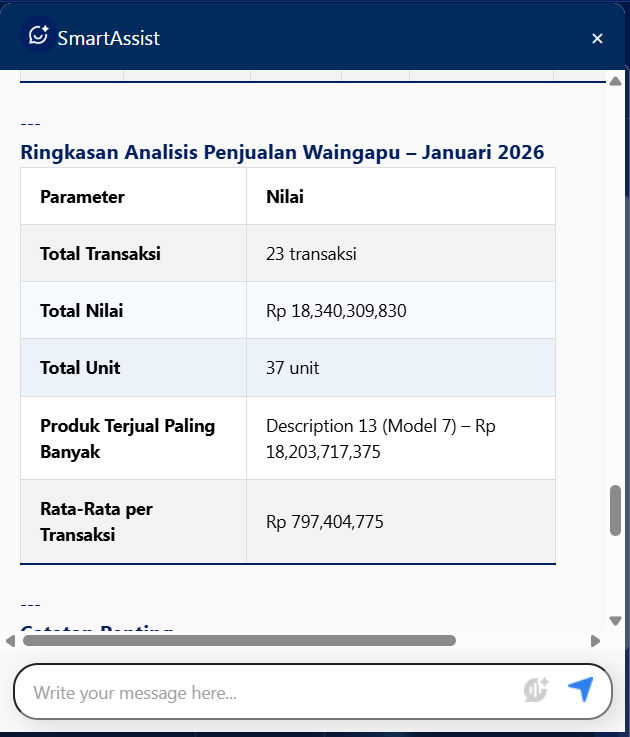 SmartAssist
×
---
Ringkasan Analisis Penjualan Waingapu – Januari 2026
Parameter Nilai
Total Transaksi 23 transaksi
Total Nilai Rp 18,340,309,830
Total Unit 37 unit
Produk Terjual Paling Banyak Description 13 (Model 7) – Rp 18,203,717,375
Rata-Rata per Transaksi Rp 797,404,775
---
Catatan Penting
Write your message here...